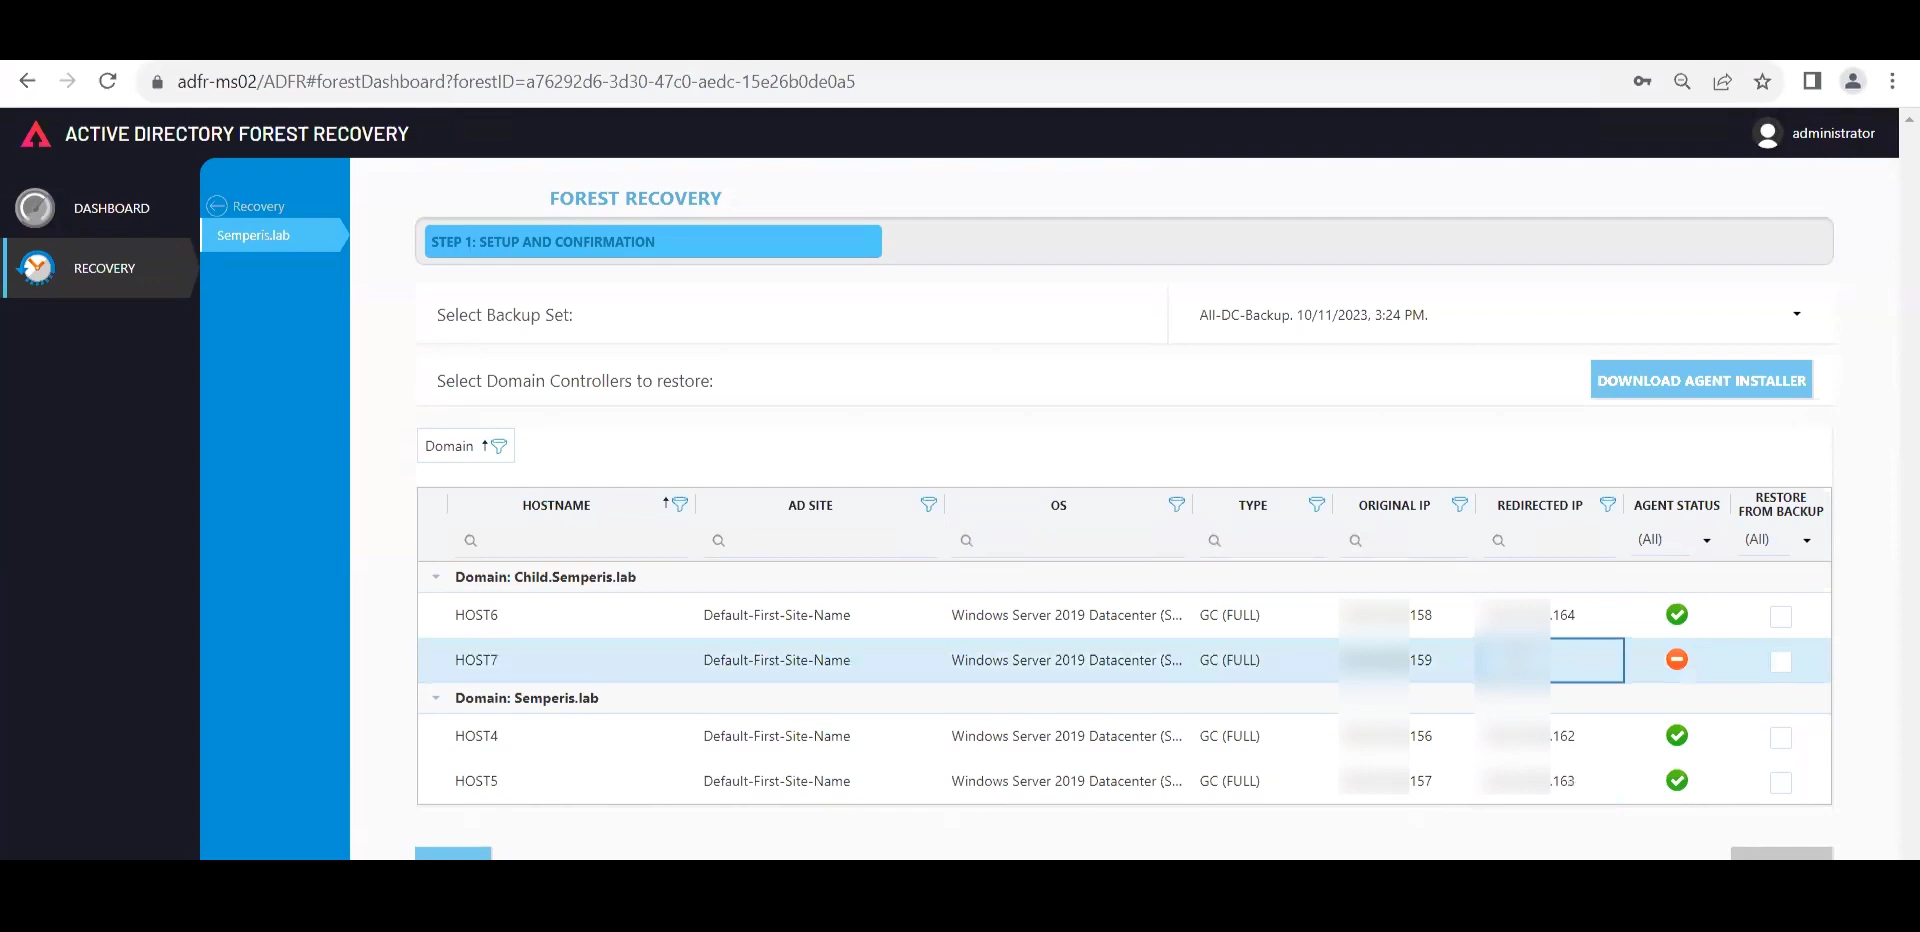 adfr-ms02/ADFR#forestDashboard?forestID=a76292d6-3d30-47c0-aedc-15e26b0de0a5
ACTIVE DIRECTORY FOREST RECOVERY
administrator
DASHBOARD
RECOVERY
Recovery
Semperis.lab
FOREST RECOVERY
STEP 1: SETUP AND CONFIRMATION
Select Backup Set:
All-DC-Backup. 10/11/2023, 3:24 PM.
Select Domain Controllers to restore:
DOWNLOAD AGENT INSTALLER
Domain
HOSTNAME AD SITE OS TYPE ORIGINAL IP REDIRECTED IP AGENT STATUS RESTORE FROM BACKUP
(All) (All)
Domain: Child.Semperis.lab
HOST6 Default-First-Site-Name Windows Server 2019 Datacenter (S... GC (FULL) 158 .164
HOST7 Default-First-Site-Name Windows Server 2019 Datacenter (S... GC (FULL) 159
Domain: Semperis.lab
HOST4 Default-First-Site-Name Windows Server 2019 Datacenter (S... GC (FULL) 156 .162
HOST5 Default-First-Site-Name Windows Server 2019 Datacenter (S... GC (FULL) 157 .163